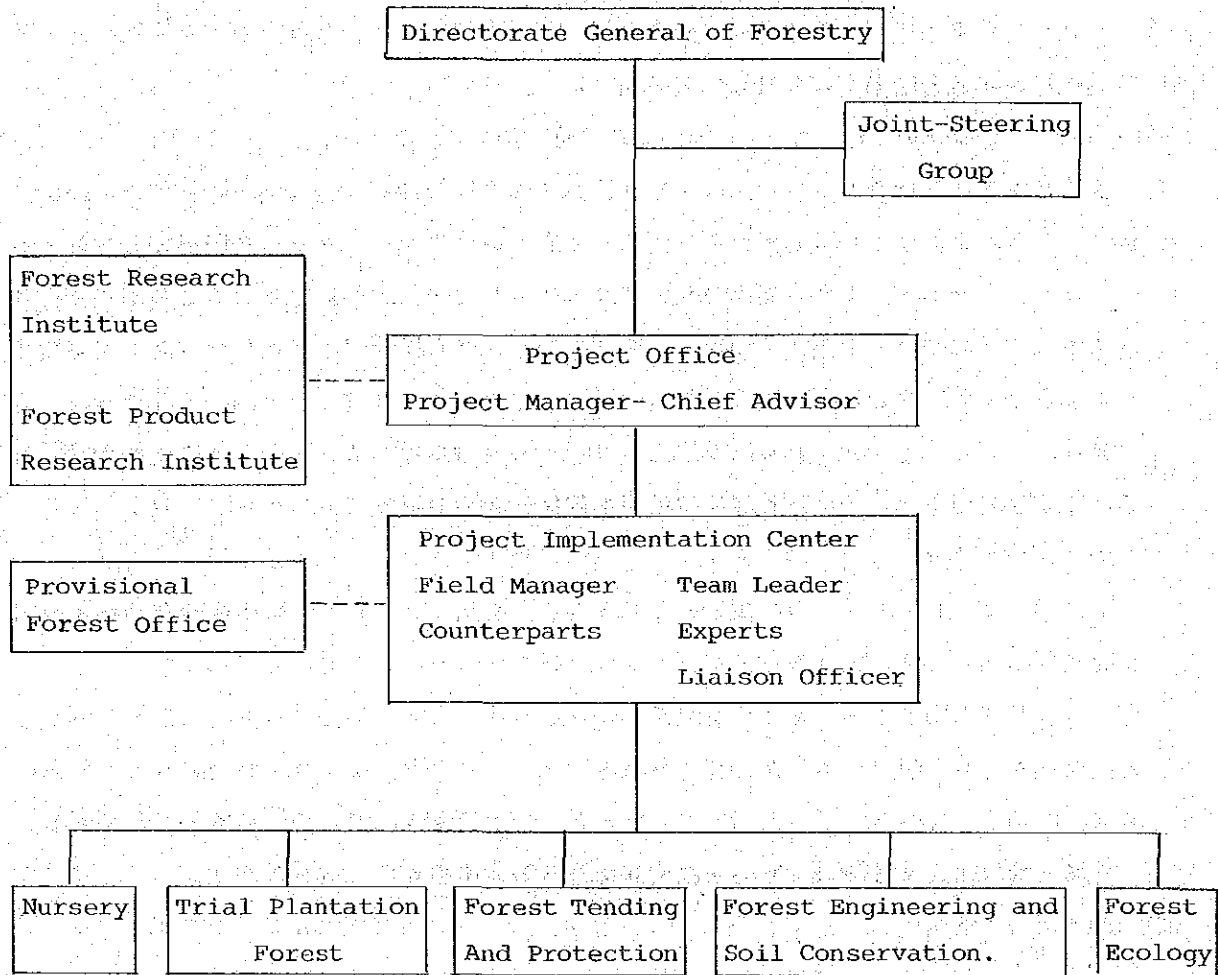 Directorate General of Forestry
Joint-Steering
Group
Forest Research
Institute
Forest Product
Research Institute
Project Office
Project Manager- Chief Advisor
Provisional
Forest Office
Project Implementation Center
Field Manager Team Leader
Counterparts Experts
Liaison Officer
Nursery
Trial Plantation
Forest
Forest Tending
And Protection
Forest Engineering and
Soil Conservation.
Forest
Ecology